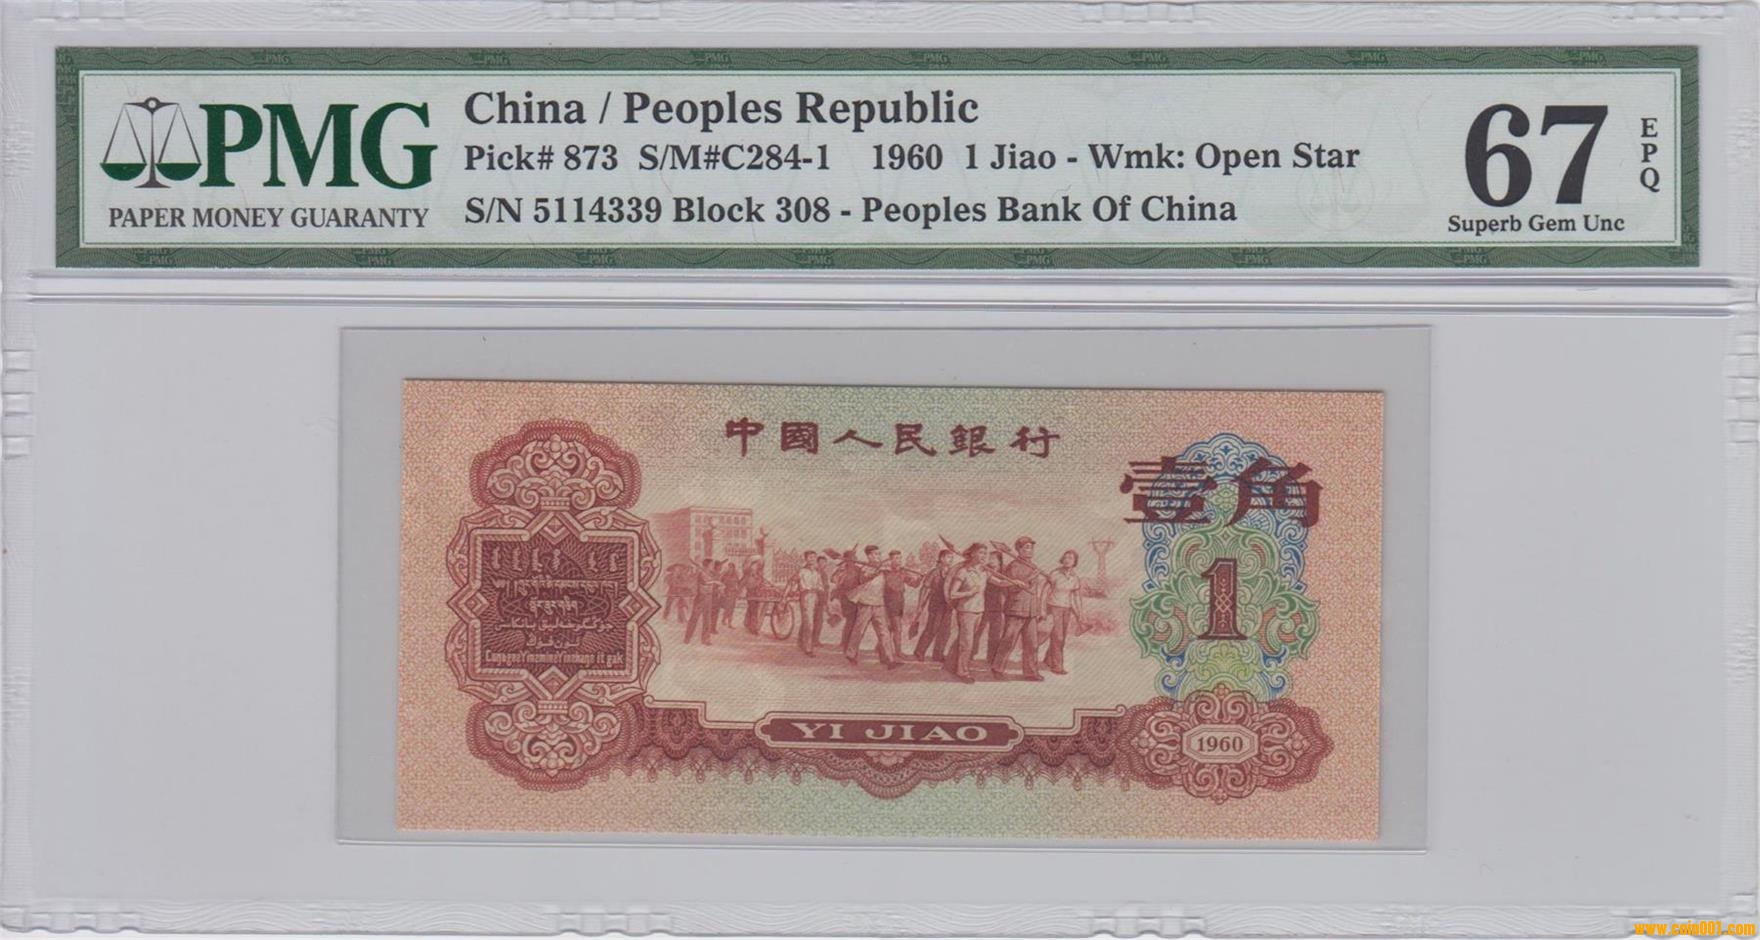 PMG
PAPER MONEY GUARANTY
China / Peoples Republic
Pick# 873 S/M#C284-1 1960 1 Jiao - Wmk: Open Star
S/N 5114339 Block 308 - Peoples Bank Of China
67
EPQ
Superb Gem Unc
中國人民銀行
壹角
1
YI JIAO
1960
www.coin001.com